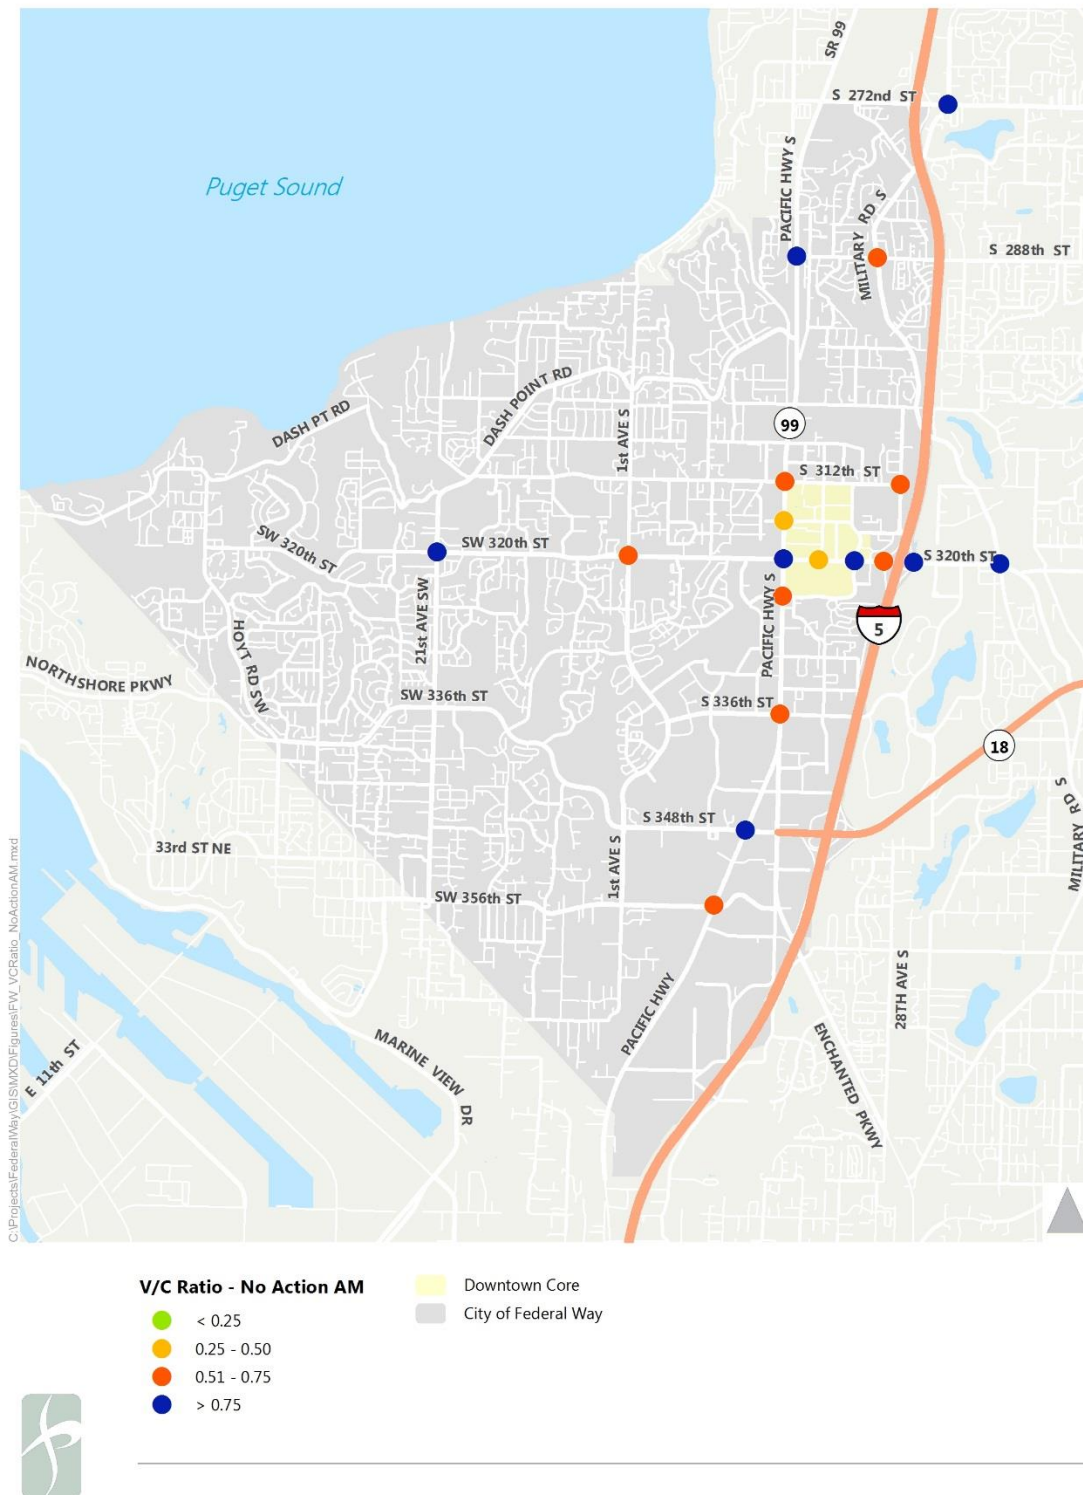 SR 99
S 272nd ST
Puget Sound
PACIFIC HWY S
MILITARY RD S
S 288th ST
DASH POINT RD
DASH PT RD
1st AVE S
99
S 312th ST
SW 320th ST
SW 320th ST
S 320th ST
21st AVE SW
PACIFIC HWY S
5
HOYT RD SW
NORTHSHORE PKWY
SW 336th ST
S 336th ST
18
MILITARY RD S
S 348th ST
33rd ST NE
1st AVE S
SW 356th ST
28TH AVE S
PACIFIC HWY
ENCHANTED PKWY
MARINE VIEW DR
E 11th ST
C:\Projects\FederalWay\GIS\MXD\Figures\FW_VCRatio_NoActionAM.mxd
V/C Ratio - No Action AM
< 0.25
0.25 - 0.50
0.51 - 0.75
> 0.75
Downtown Core
City of Federal Way